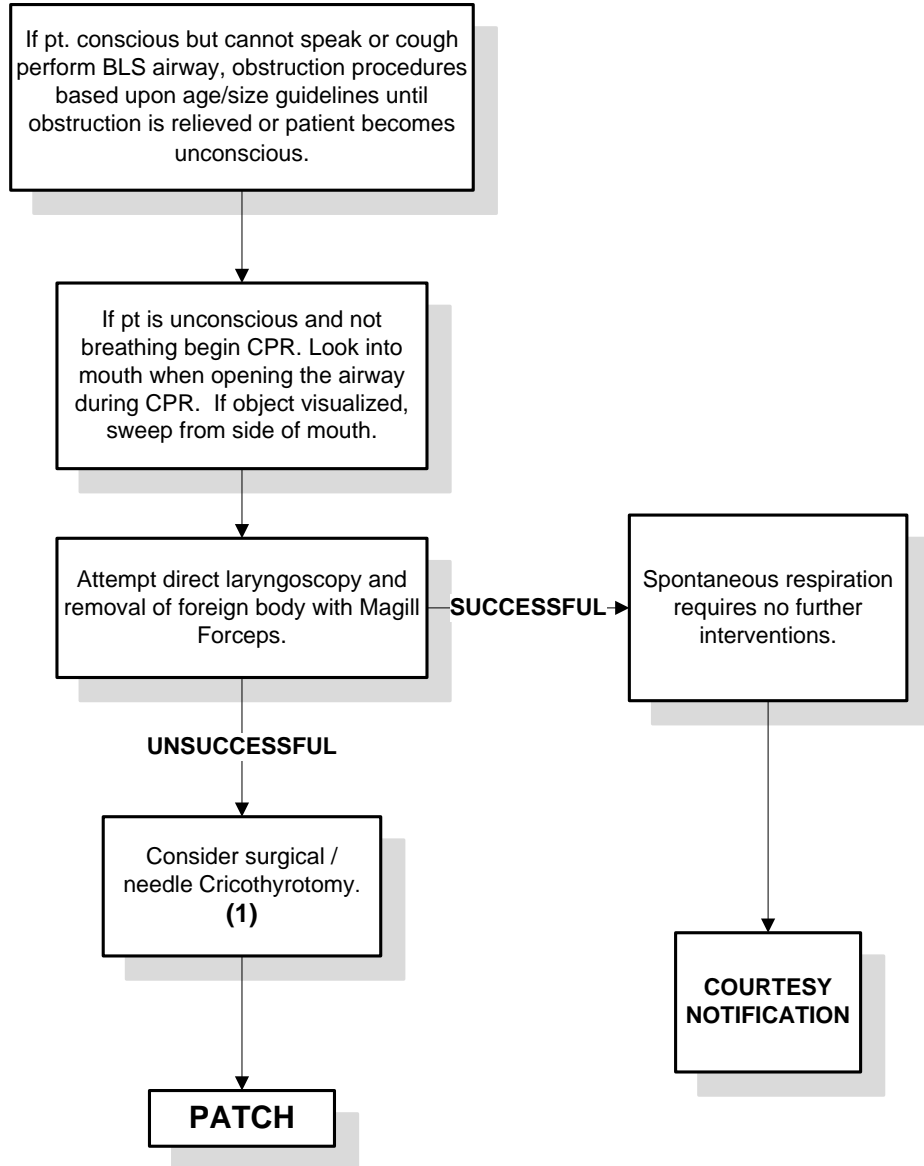 If pt. conscious but cannot speak or cough
perform BLS airway, obstruction procedures
based upon age/size guidelines until
obstruction is relieved or patient becomes
unconscious.
If pt is unconscious and not
breathing begin CPR. Look into
mouth when opening the airway
during CPR.  If object visualized,
sweep from side of mouth.
Attempt direct laryngoscopy and
removal of foreign body with Magill
Forceps.
SUCCESSFUL
Spontaneous respiration
requires no further
interventions.
UNSUCCESSFUL
Consider surgical /
needle Cricothyrotomy.
(1)
COURTESY
NOTIFICATION
PATCH